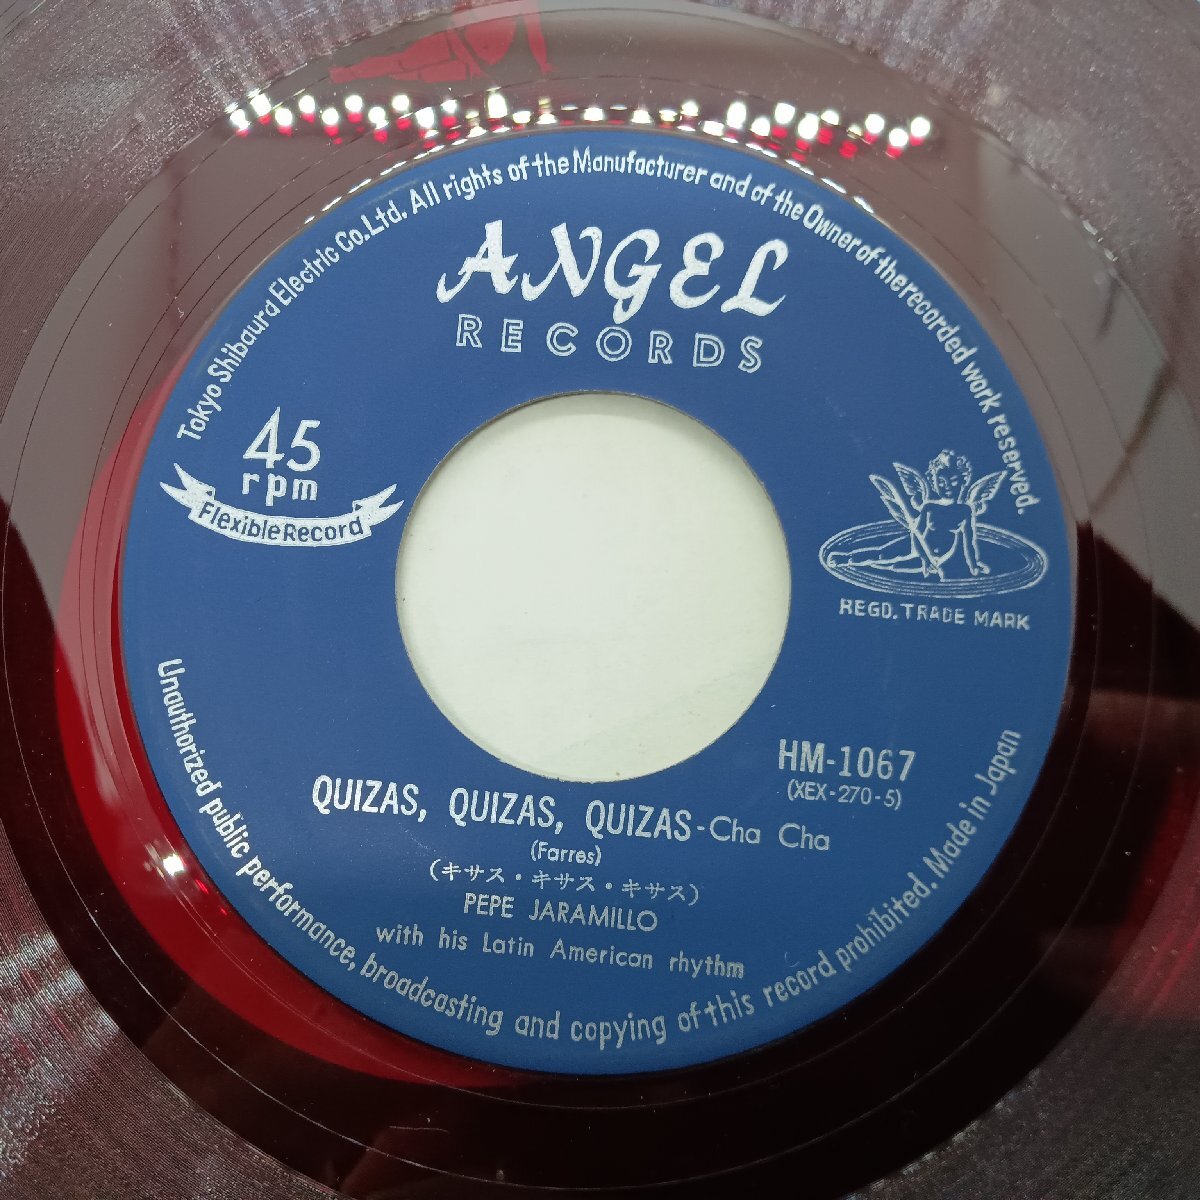 Tokyo Shibaura Electric Co.Ltd. All rights of the Manufacturer and of the Owner of the recorded work reserved.
ANGEL
RECORDS
45
rpm
Flexible Record
REGD. TRADE MARK
HM-1067
(XEX-270-5)
QUIZAS, QUIZAS, QUIZAS-Cha Cha
(Farres)
(キサス・キサス・キサス)
PEPE JARAMILLO
with his Latin American rhythm
Unauthorized public performance, broadcasting and copying of this record prohibited. Made in Japan